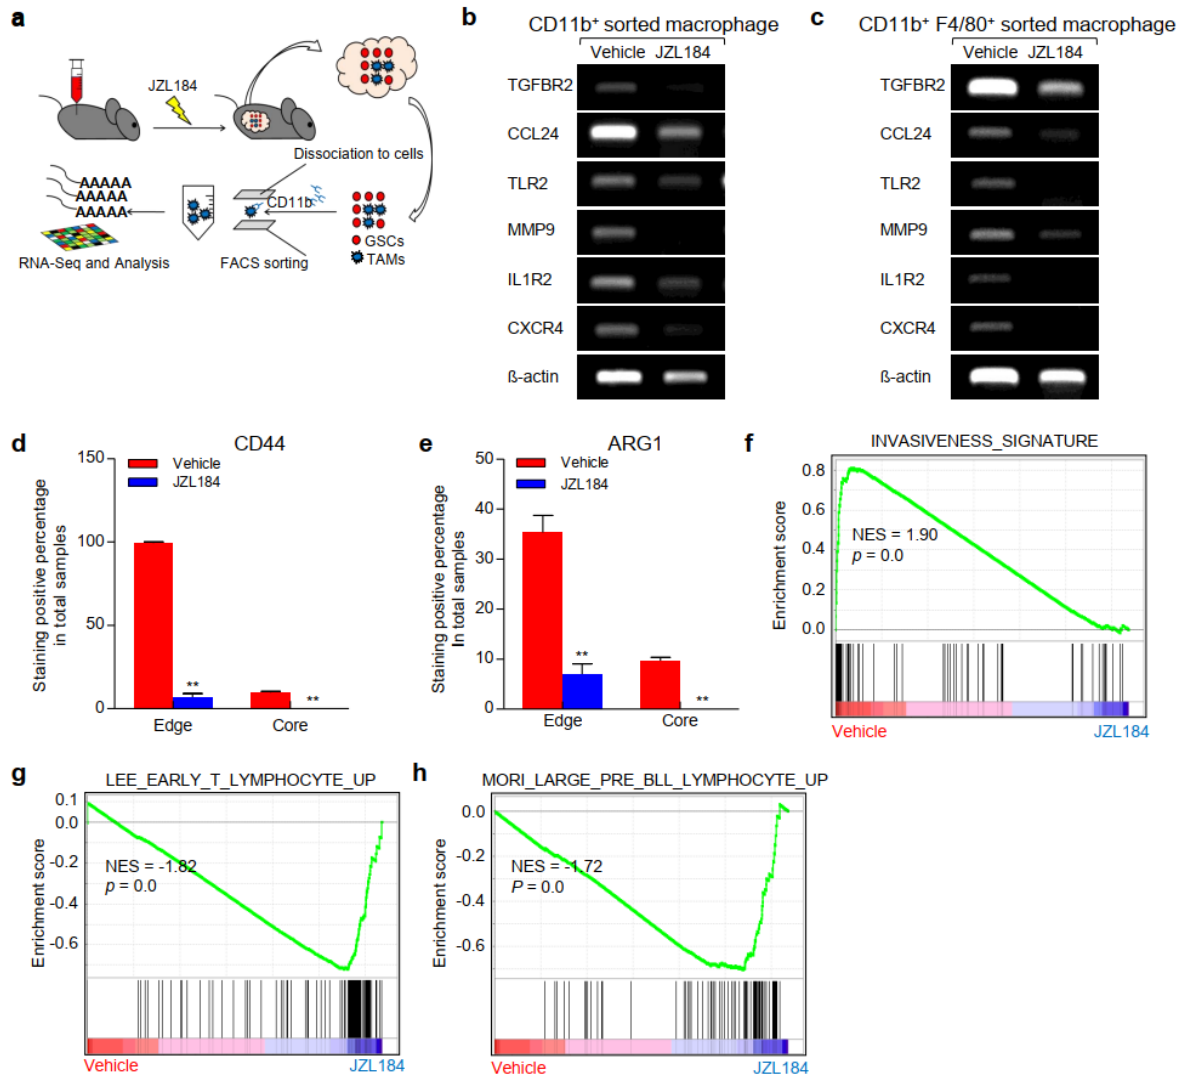 a
JZL184
Dissociation to cells
AAAAA
AAAAA
AAAAA
CD11b
GSCs
TAMs
RNA-Seq and Analysis
FACS sorting
b
CD11b⁺ sorted macrophage
Vehicle JZL184
TGFBR2
CCL24
TLR2
MMP9
IL1R2
CXCR4
ß-actin
c
CD11b⁺ F4/80⁺ sorted macrophage
Vehicle JZL184
TGFBR2
CCL24
TLR2
MMP9
IL1R2
CXCR4
ß-actin
d
CD44
Vehicle
JZL184
Staining positive percentage
in total samples
150
100
50
0
**
**
Edge Core
e
ARG1
Vehicle
JZL184
Staining positive percentage
In total samples
50
40
30
20
10
0
**
**
Edge Core
f
INVASIVENESS_SIGNATURE
Enrichment score
0.8
0.6
0.4
0.2
0.0
NES = 1.90
p = 0.0
Vehicle JZL184
g
LEE_EARLY_T_LYMPHOCYTE_UP
Enrichment score
0.1
0.0
-0.2
-0.4
-0.6
NES = -1.82
p = 0.0
Vehicle JZL184
h
MORI_LARGE_PRE_BLL_LYMPHOCYTE_UP
Enrichment score
0.0
-0.2
-0.4
-0.6
NES = -1.72
P = 0.0
Vehicle JZL184